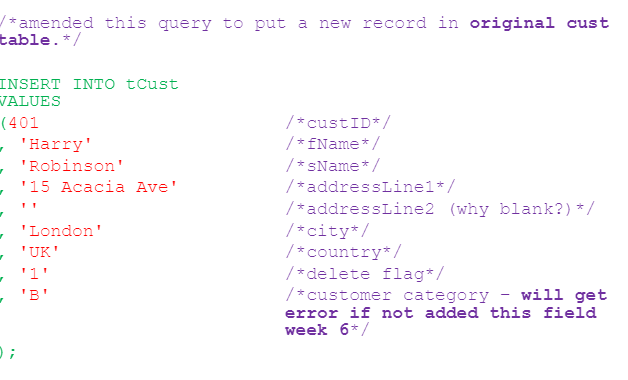 /*amended this query to put a new record in original cust
table.*/
INSERT INTO tCust
VALUES
(401 /*custID*/
, 'Harry' /*fName*/
, 'Robinson' /*sName*/
, '15 Acacia Ave' /*addressLine1*/
, '' /*addressLine2 (why blank?)*/
, 'London' /*city*/
, 'UK' /*country*/
, '1' /*delete flag*/
, 'B' /*customer category – will get
error if not added this field
week 6*/
);